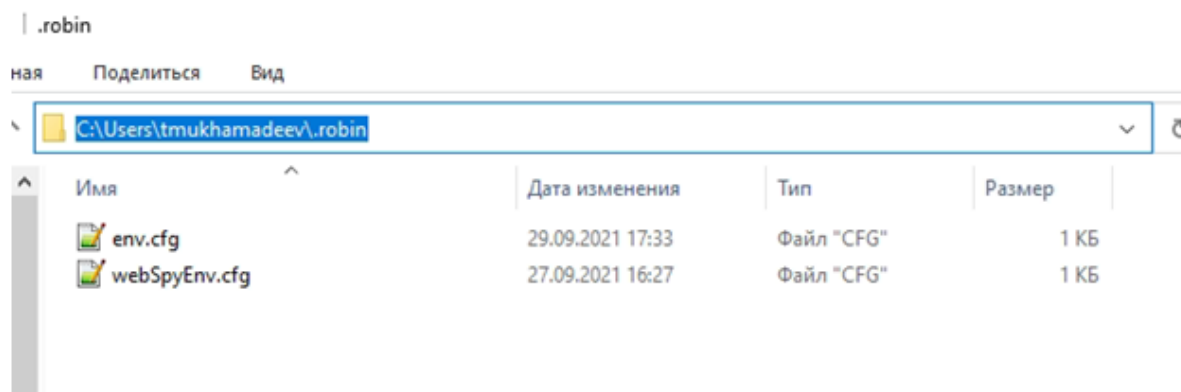 .robin
ная Поделиться Вид
C:\Users\tmukhamadeev\.robin
Имя Дата изменения Тип Размер
env.cfg 29.09.2021 17:33 Файл "CFG" 1 КБ
webSpyEnv.cfg 27.09.2021 16:27 Файл "CFG" 1 КБ